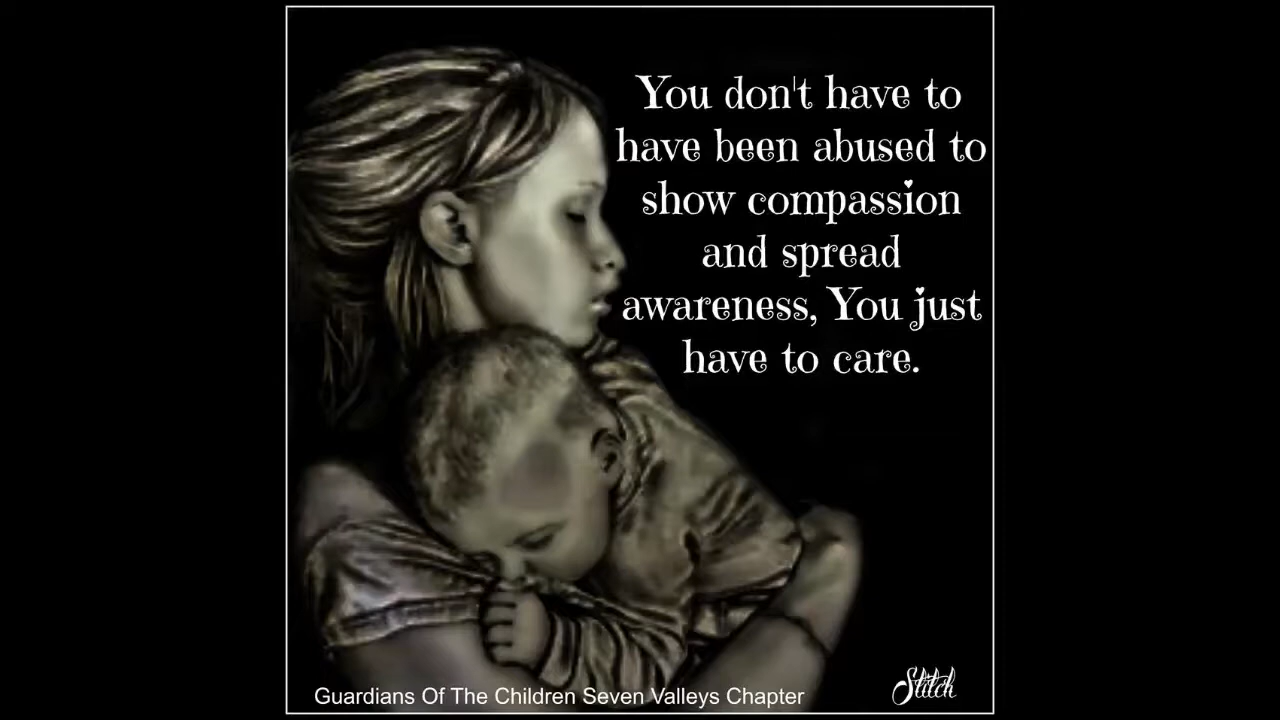 You don't have to
have been abused to
show compassion
and spread
awareness, You just
have to care.
Guardians Of The Children Seven Valleys Chapter
Stitch